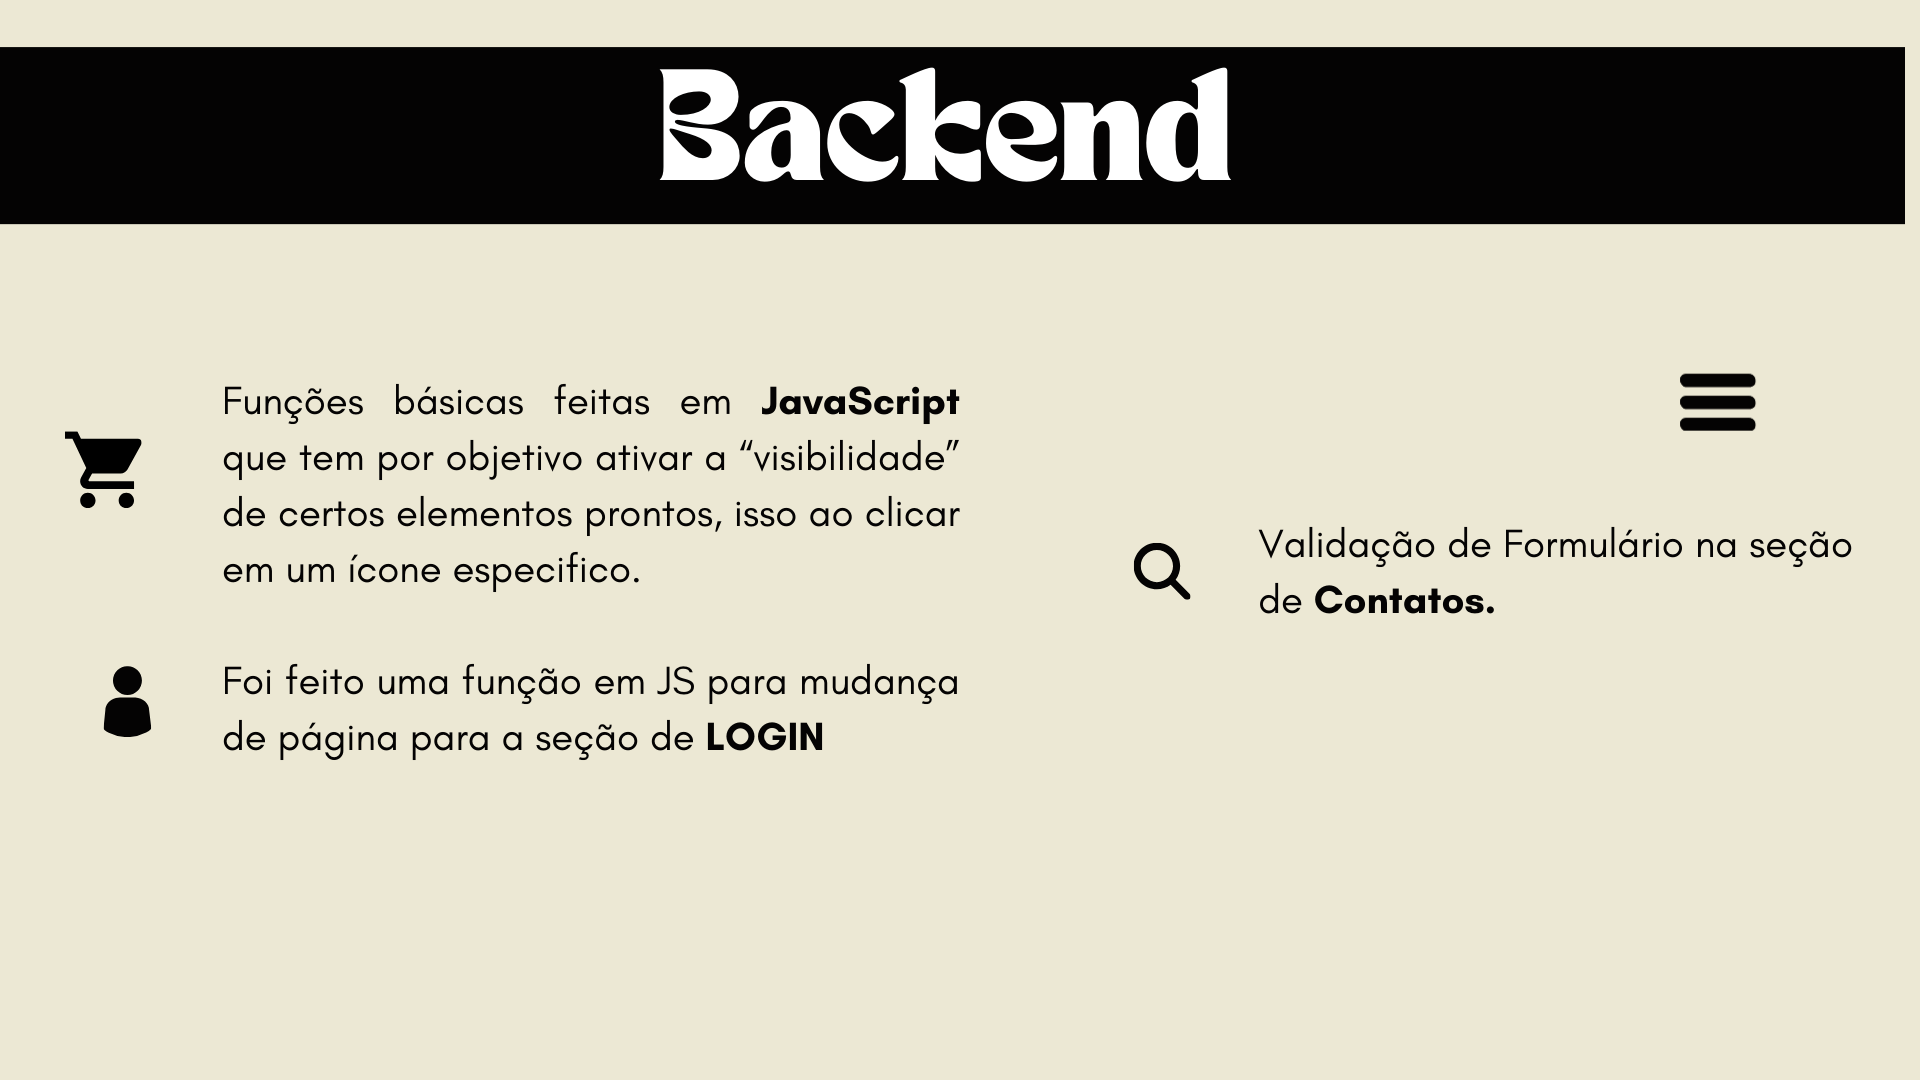 Backend
Funções básicas feitas em JavaScript
que tem por objetivo ativar a “visibilidade”
de certos elementos prontos, isso ao clicar
em um ícone especifico.
Foi feito uma função em JS para mudança
de página para a seção de LOGIN
Validação de Formulário na seção
de Contatos.